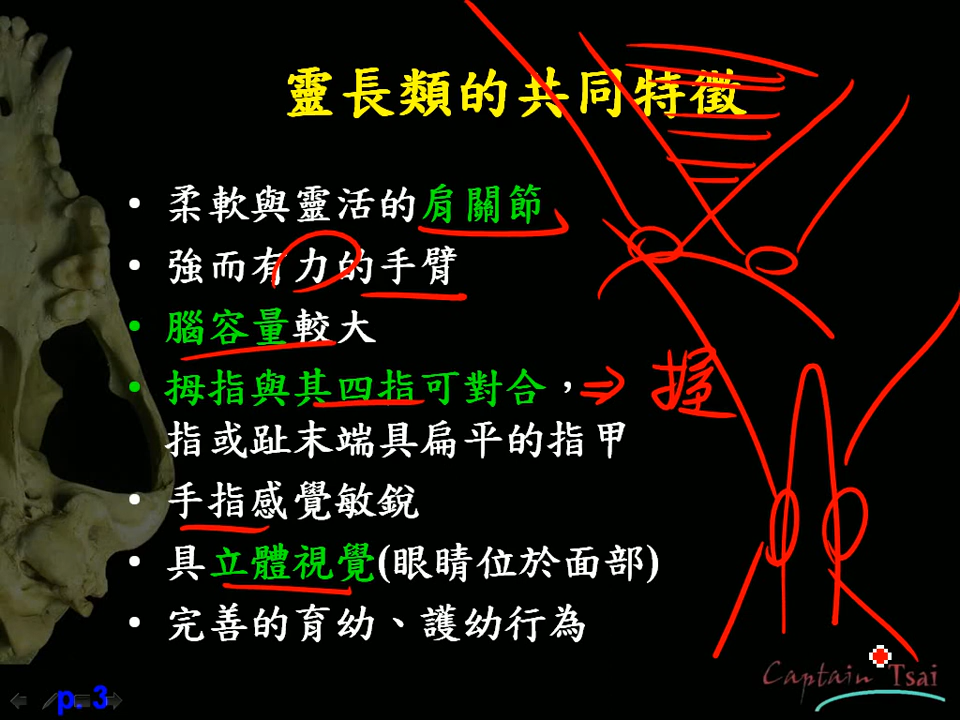 靈長類的共同特徵
• 柔軟與靈活的肩關節
• 強而有力的手臂
• 腦容量較大
• 拇指與其四指可對合，⇒ 握
指或趾末端具扁平的指甲
• 手指感覺敏銳
• 具立體視覺(眼睛位於面部)
• 完善的育幼、護幼行為
Captain Tsai
p. 3